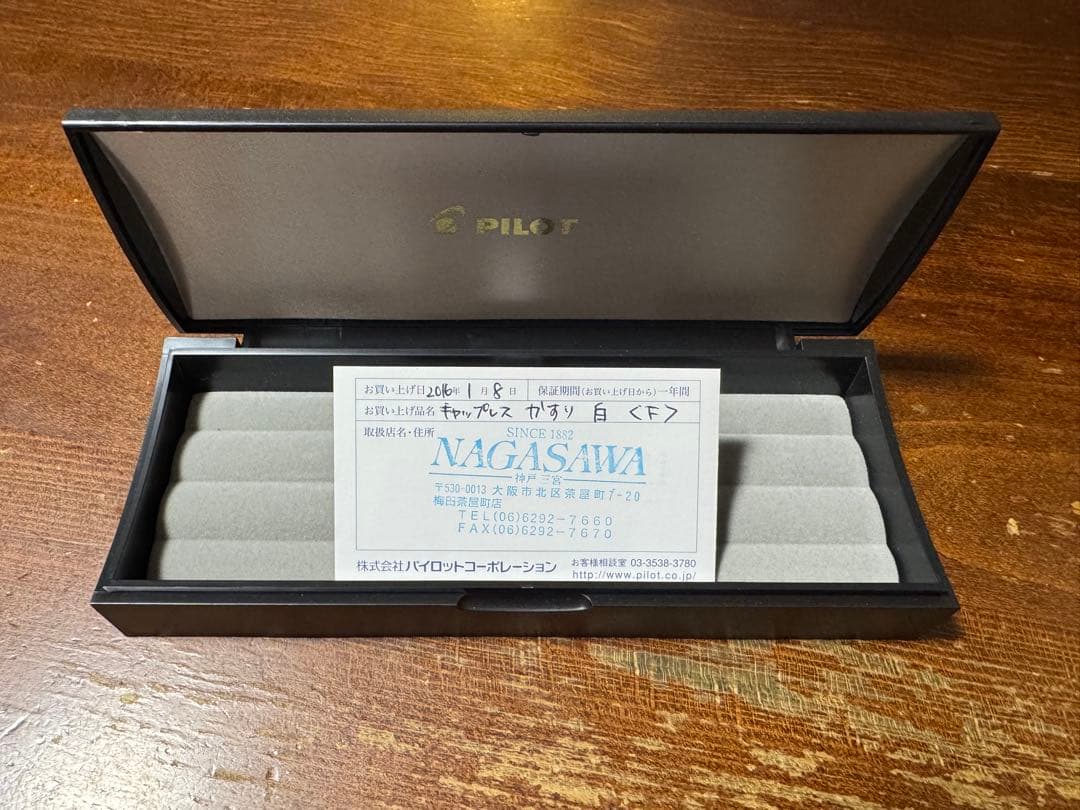 PILOT
お買い上げ日2016年1月8日 保証期間(お買い上げ日から)一年間
お買い上げ品名 キャップレス かすり 白 <F>
取扱店名・住所
SINCE 1882
NAGASAWA
神戸三宮
〒530-0013 大阪市北区茶屋町7-20
梅田茶屋町店
TEL(06)6292-7660
FAX(06)6292-7670
株式会社パイロットコーポレーション お客様相談室 03-3538-3780
http://www.pilot.co.jp/